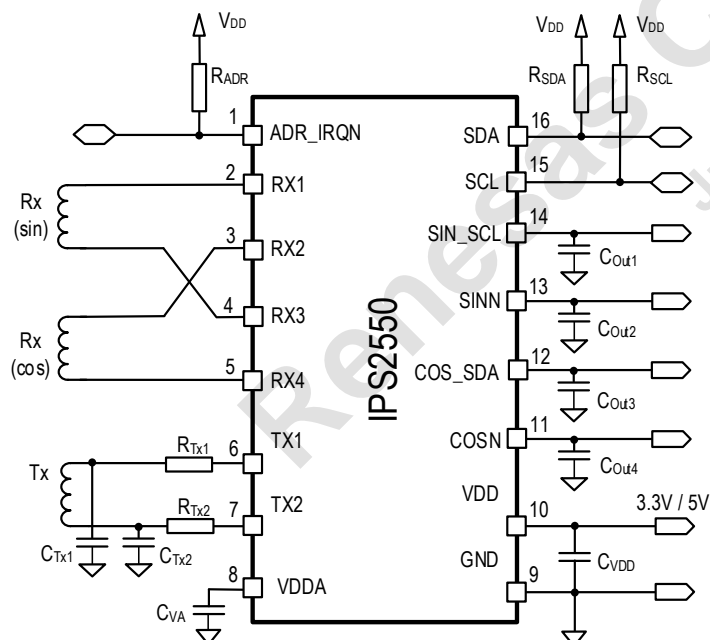 VDD
VDD
VDD
RADR
RSDA
RSCL
1
ADR_IRQN
SDA
16
2
RX1
SCL
15
Rx
(sin)
3
RX2
SIN_SCL
14
COut1
4
RX3
SINN
13
COut2
Rx
(cos)
5
RX4
COS_SDA
12
COut3
IPS2550
TX1
6
RTx1
COSN
11
COut4
Tx
TX2
7
RTx2
VDD
10
3.3V / 5V
CTx1
CTx2
CVDD
8
VDDA
GND
9
CVA
Renesas